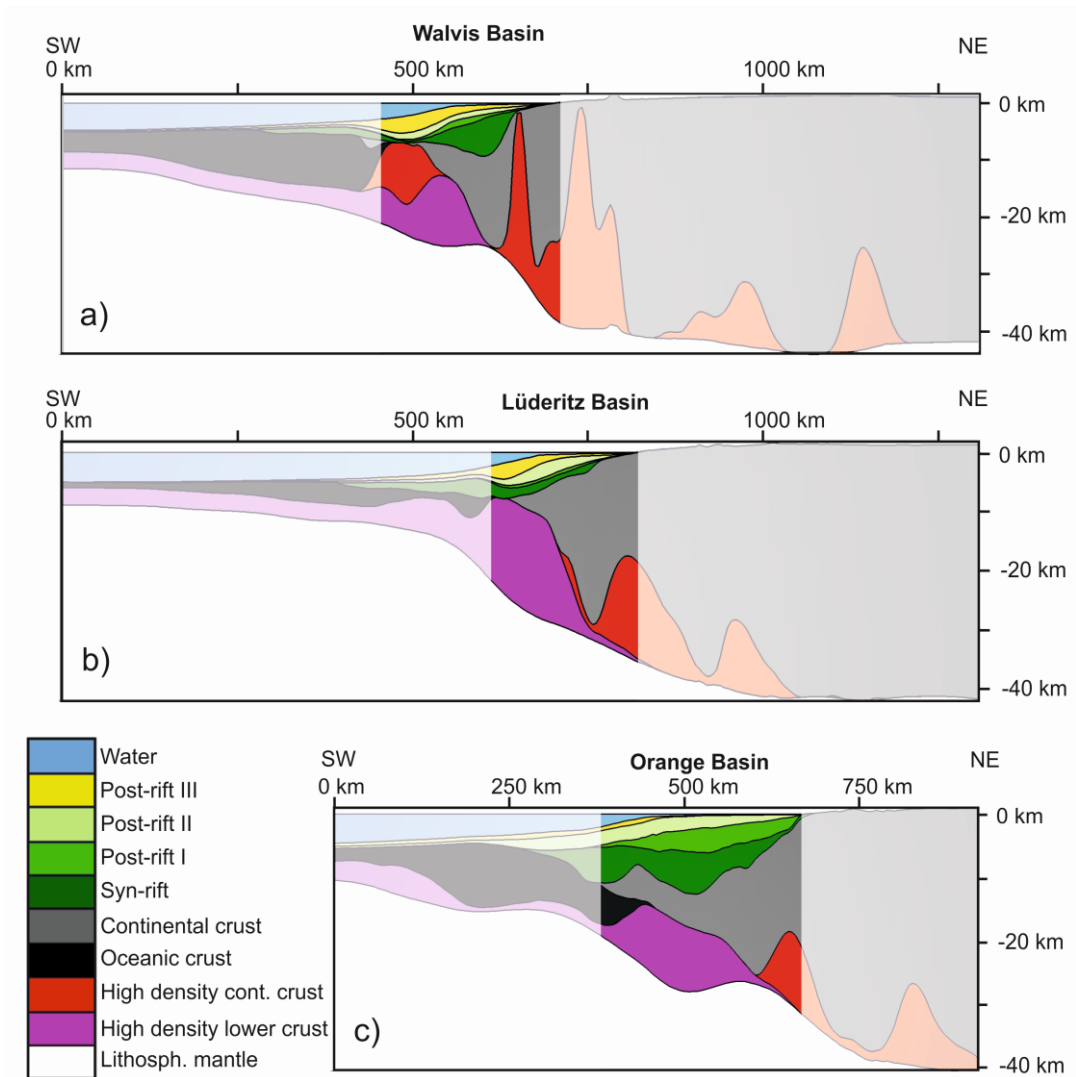 Walvis Basin
SW NE
0 km 500 km 1000 km
0 km
-20 km
-40 km
a)
Lüderitz Basin
SW NE
0 km 500 km 1000 km
0 km
-20 km
-40 km
b)
Orange Basin
SW NE
0 km 250 km 500 km 750 km
0 km
-20 km
-40 km
c)
Water
Post-rift III
Post-rift II
Post-rift I
Syn-rift
Continental crust
Oceanic crust
High density cont. crust
High density lower crust
Lithosph. mantle